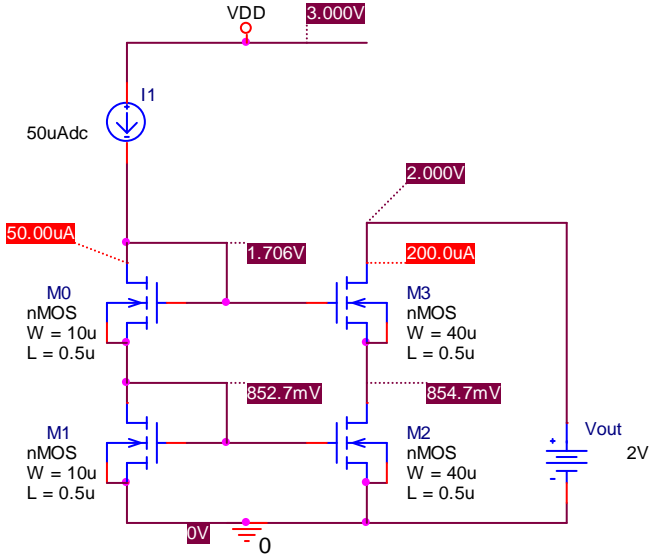 VDD
3.000V
I1
50uAdc
2.000V
50.00uA
1.706V
200.0uA
M0
nMOS
W = 10u
L = 0.5u
M3
nMOS
W = 40u
L = 0.5u
852.7mV
854.7mV
M1
nMOS
W = 10u
L = 0.5u
M2
nMOS
W = 40u
L = 0.5u
Vout
2V
0V
0